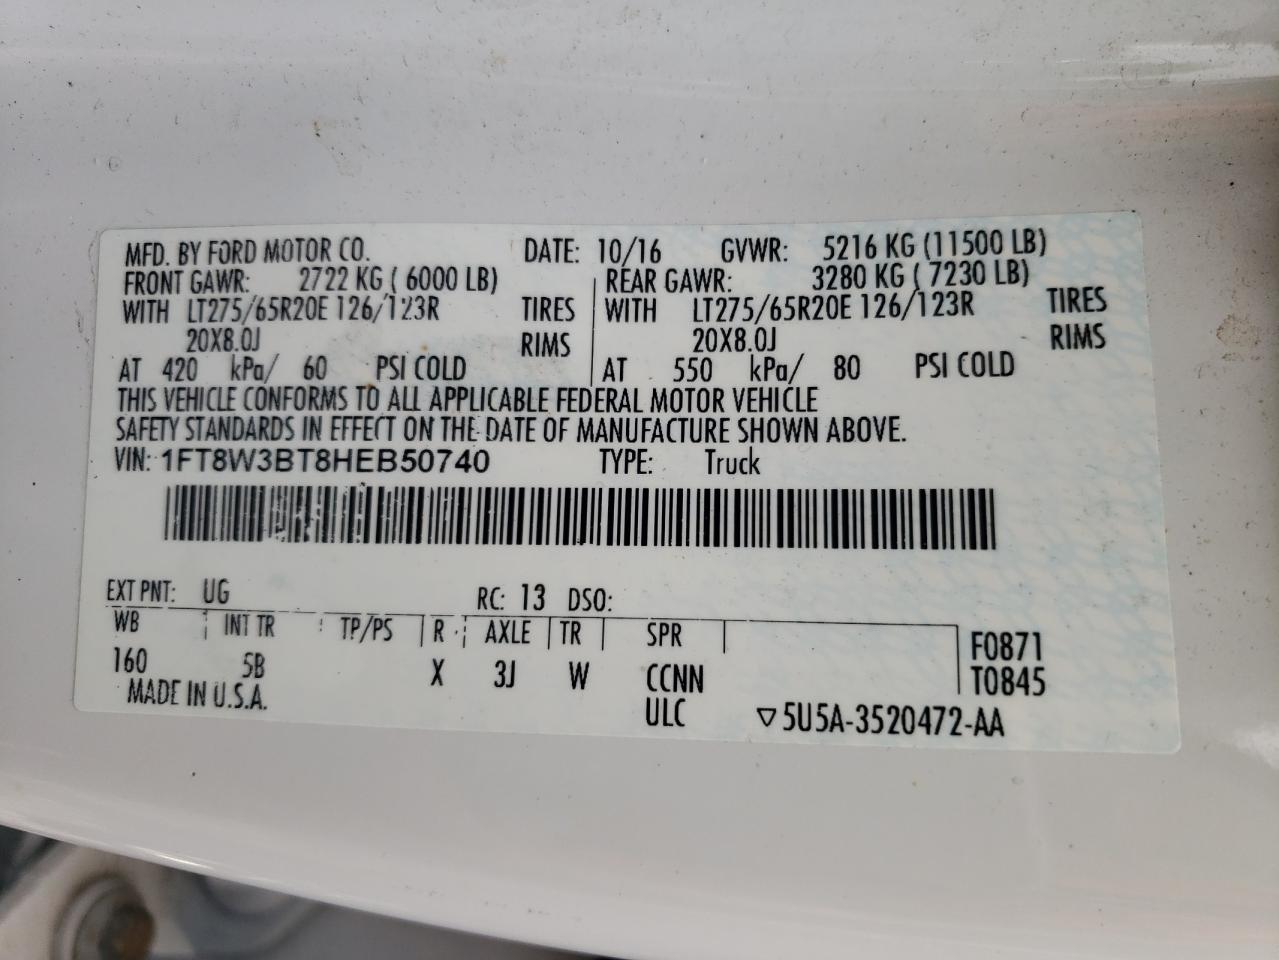 MFD. BY FORD MOTOR CO. DATE: 10/16 GVWR: 5216 KG (11500 LB)
FRONT GAWR: 2722 KG ( 6000 LB) REAR GAWR: 3280 KG ( 7230 LB)
WITH LT275/65R20E 126/123R TIRES WITH LT275/65R20E 126/123R TIRES
20X8.0J RIMS 20X8.0J RIMS
AT 420 kPa/ 60 PSI COLD AT 550 kPa/ 80 PSI COLD
THIS VEHICLE CONFORMS TO ALL APPLICABLE FEDERAL MOTOR VEHICLE
SAFETY STANDARDS IN EFFECT ON THE DATE OF MANUFACTURE SHOWN ABOVE.
VIN: 1FT8W3BT8HEB50740 TYPE: Truck
EXT PNT: UG RC: 13 DSO:
WB INT TR TP/PS R AXLE TR SPR F0871
160 5B X 3J W CCNN T0845
MADE IN U.S.A. ULC ▽5U5A-3520472-AA